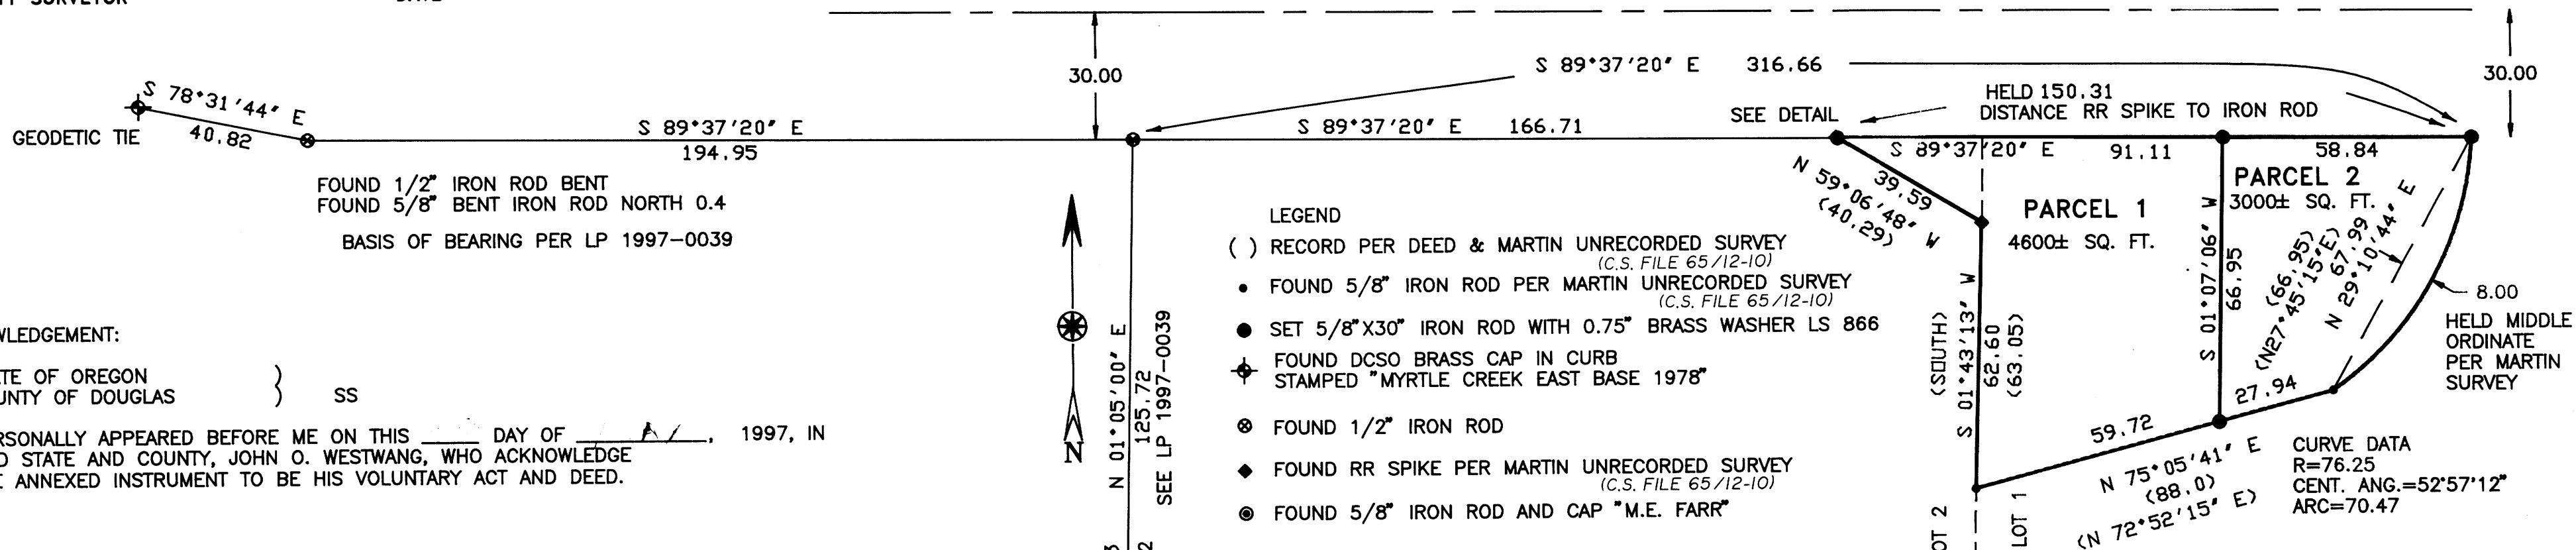 SURVEYOR
30.00
S 89°37'20" E 316.66
30.00
S 78°31'44" E
40.82
GEODETIC TIE
S 89°37'20" E
194.95
S 89°37'20" E 166.71
SEE DETAIL
HELD 150.31
DISTANCE RR SPIKE TO IRON ROD
S 89°37'20" E 91.11
58.84
FOUND 1/2" IRON ROD BENT
FOUND 5/8" BENT IRON ROD NORTH 0.4
BASIS OF BEARING PER LP 1997-0039
39.59
N 59°06'48" W
(40.29)
PARCEL 1
4600± SQ. FT.
PARCEL 2
3000± SQ. FT.
S 01°07'06" W
66.95
(66.95)
(N27°45'15"E)
67.99
N 29°10'44" E
8.00
HELD MIDDLE
ORDINATE
PER MARTIN
SURVEY
LEGEND
( ) RECORD PER DEED & MARTIN UNRECORDED SURVEY
(C.S. FILE 65/12-10)
FOUND 5/8" IRON ROD PER MARTIN UNRECORDED SURVEY
(C.S. FILE 65/12-10)
SET 5/8"X30" IRON ROD WITH 0.75" BRASS WASHER LS 866
FOUND DCSO BRASS CAP IN CURB
STAMPED "MYRTLE CREEK EAST BASE 1978"
FOUND 1/2" IRON ROD
FOUND RR SPIKE PER MARTIN UNRECORDED SURVEY
(C.S. FILE 65/12-10)
FOUND 5/8" IRON ROD AND CAP "M.E. FARR"
N
N 01°05'00" E
125.72
SEE LP 1997-0039
(SOUTH)
S 01°43'13" W
62.60
(63.05)
59.72
27.94
N 75°05'41" E
(88.0)
(N 72°52'15" E)
CURVE DATA
R=76.25
CENT. ANG.=52°57'12"
ARC=70.47
LOT 1
OT 2
WLEDGEMENT:
TE OF OREGON
UNTY OF DOUGLAS } SS
RSONALLY APPEARED BEFORE ME ON THIS ____ DAY OF ________, 1997, IN
D STATE AND COUNTY, JOHN O. WESTWANG, WHO ACKNOWLEDGE
E ANNEXED INSTRUMENT TO BE HIS VOLUNTARY ACT AND DEED.